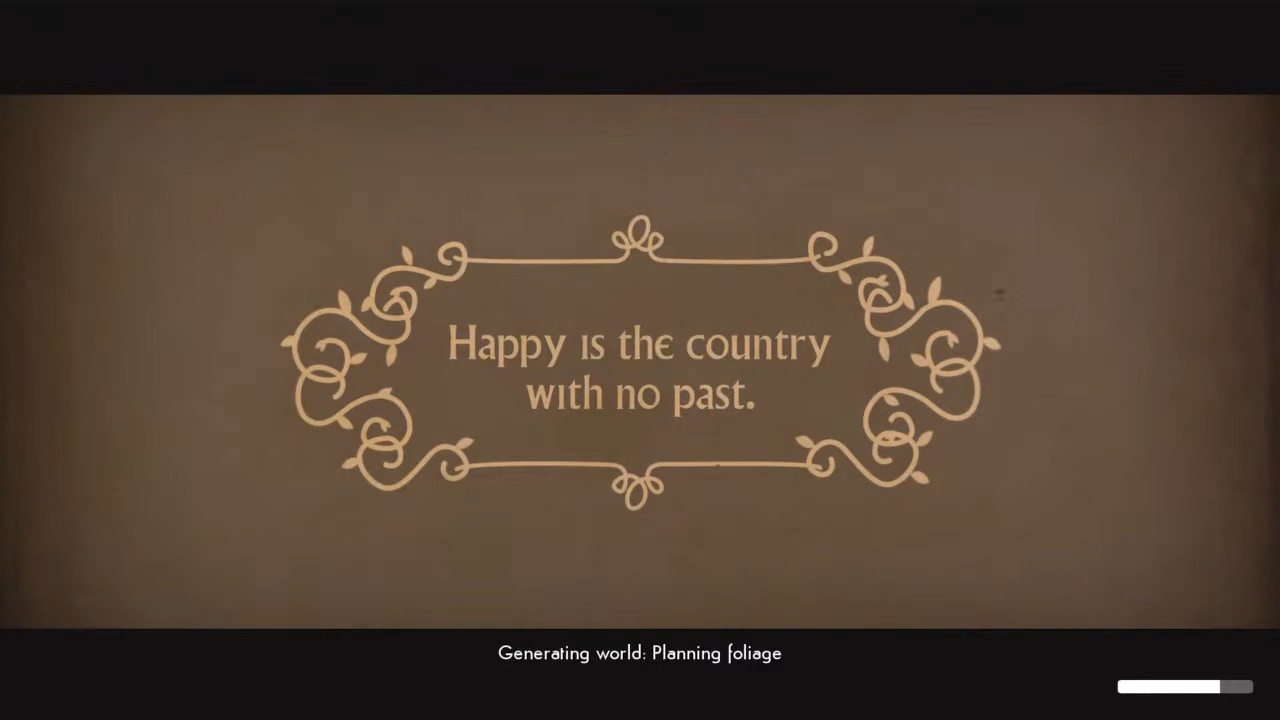 Happy is the country
with no past.
Generating world: Planning foliage